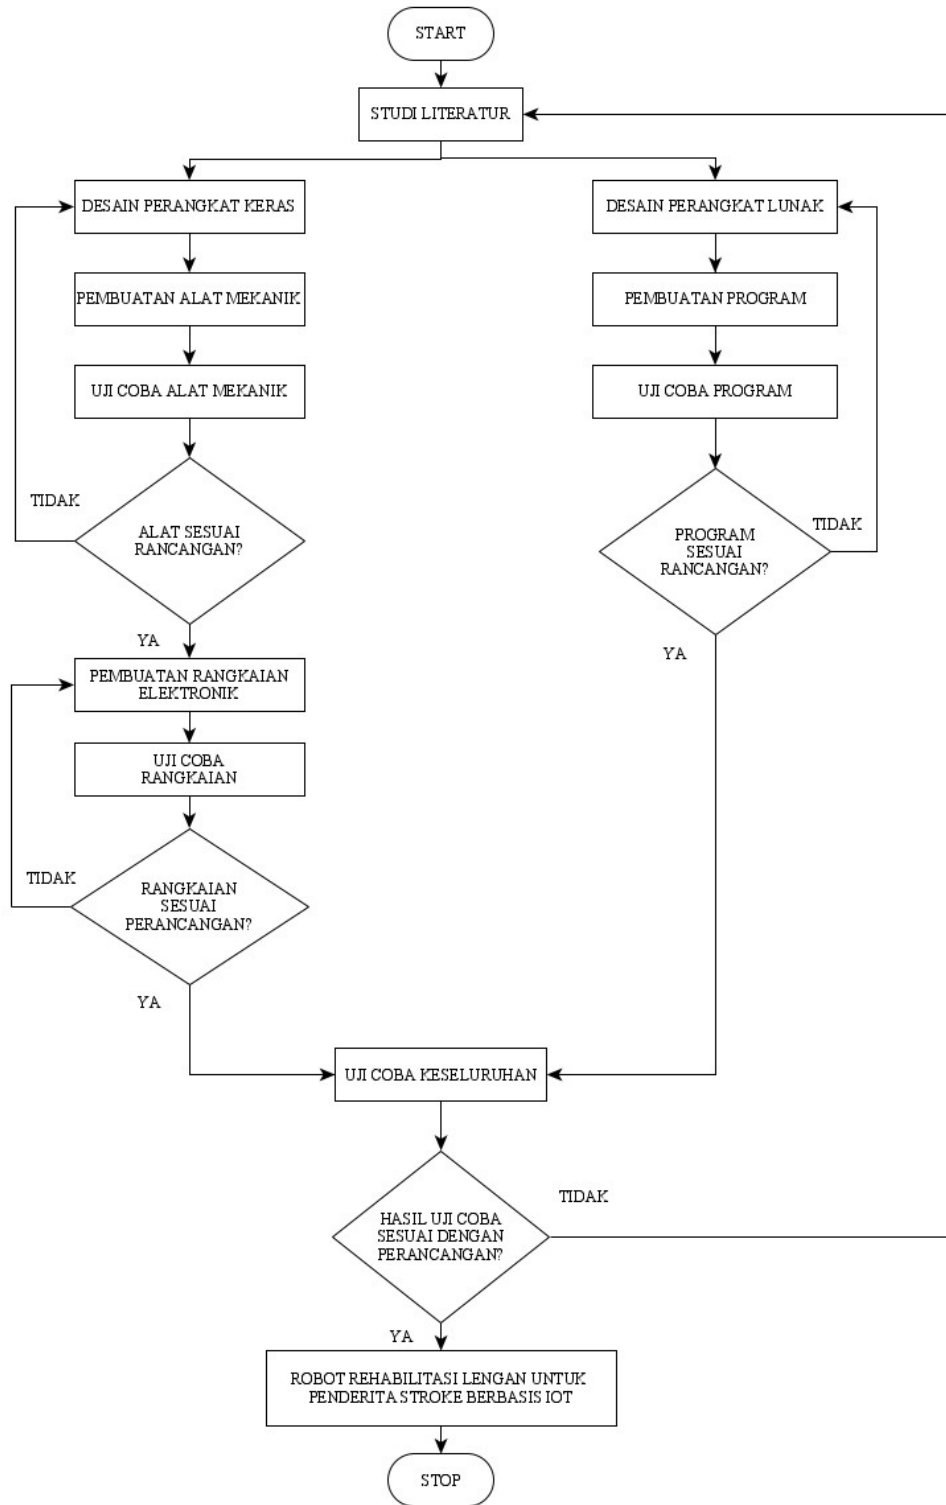 START
STUDI LITERATUR
DESAIN PERANGKAT KERAS
DESAIN PERANGKAT LUNAK
PEMBUATAN ALAT MEKANIK
PEMBUATAN PROGRAM
UJI COBA ALAT MEKANIK
UJI COBA PROGRAM
TIDAK
ALAT SESUAI
RANCANGAN?
TIDAK
PROGRAM
SESUAI
RANCANGAN?
YA
YA
PEMBUATAN RANGKAIAN
ELEKTRONIK
UJI COBA
RANGKAIAN
TIDAK
RANGKAIAN
SESUAI
PERANCANGAN?
YA
UJI COBA KESELURUHAN
TIDAK
HASIL UJI COBA
SESUAI DENGAN
PERANCANGAN?
YA
ROBOT REHABILITASI LENGAN UNTUK
PENDERITA STROKE BERBASIS IOT
STOP